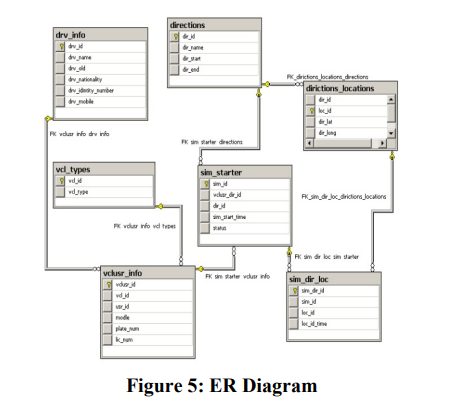 drv_info
drv_id
drv_name
drv_old
drv_nationality
drv_identity_number
drv_mobile
directions
dir_id
dir_name
dir_start
dir_end
FK_dirictions_locations_directions
dirictions_locations
dir_id
loc_id
dir_lat
dir_long
FK vclusr info drv info
FK sim starter directions
vcl_types
vcl_id
vcl_type
sim_starter
sim_id
vclusr_dir_id
dir_id
sim_start_time
status
FK_sim_dir_loc_dirictions_locations
FK vclusr info vcl types
FK sim dir loc sim starter
FK sim starter vclusr info
vclusr_info
vclusr_id
vcl_id
usr_id
modle
plate_num
lic_num
sim_dir_loc
sim_dir_id
sim_id
loc_id
loc_id_time
Figure 5: ER Diagram